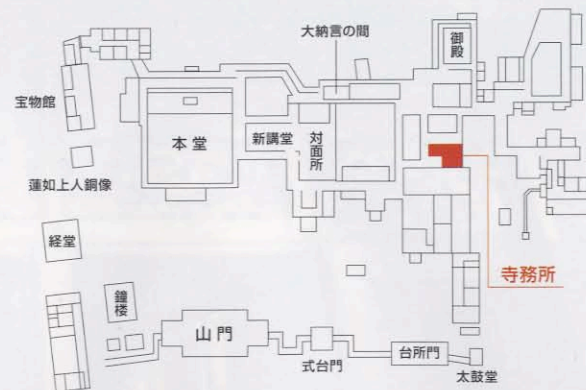 大納言の間
御殿
宝物館
本堂
新講堂
対面所
蓮如上人銅像
経堂
寺務所
鐘楼
山門
式台門
台所門
太鼓堂